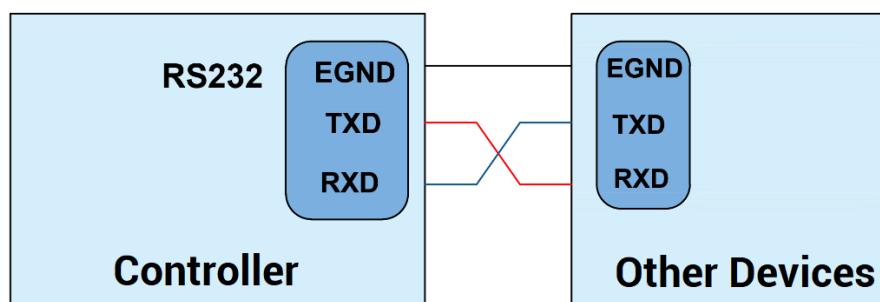 RS232
EGND
TXD
RXD
Controller
EGND
TXD
RXD
Other Devices